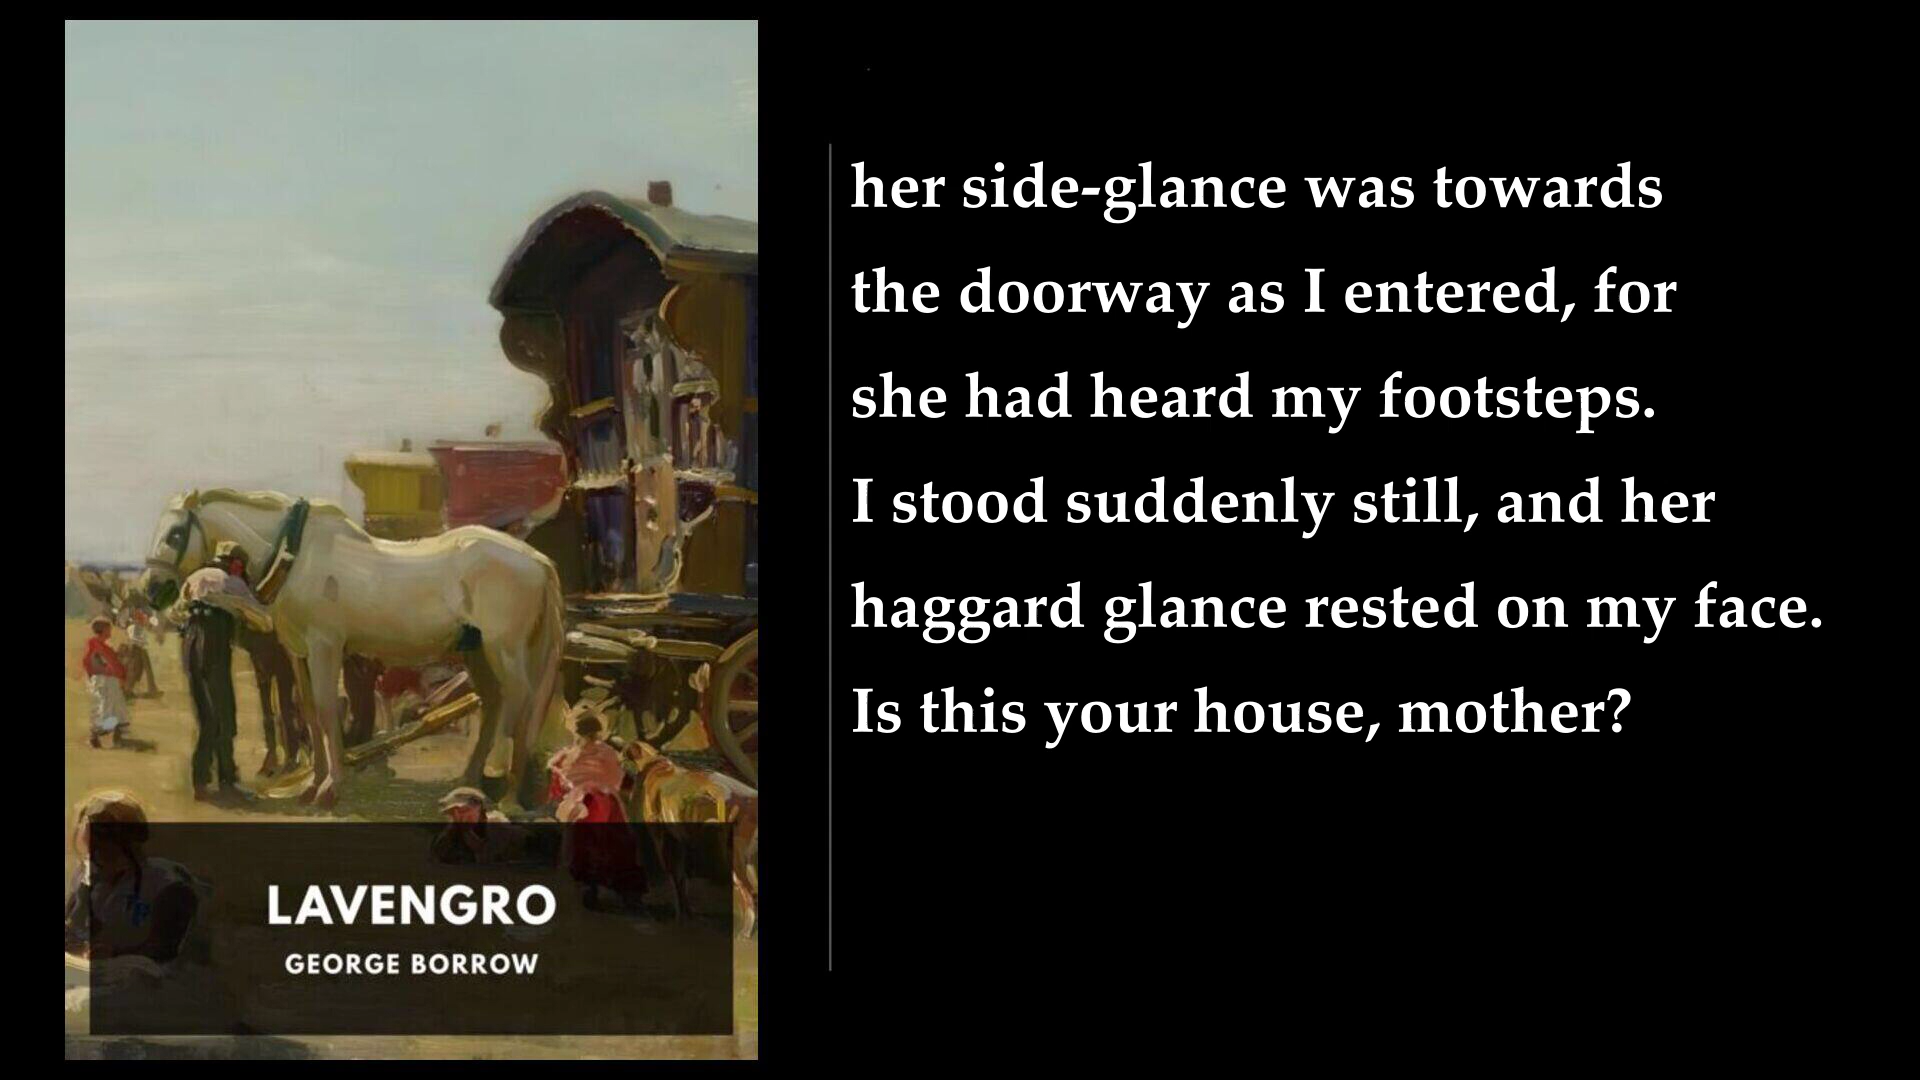 LAVENGRO
GEORGE BORROW
her side-glance was towards
the doorway as I entered, for
she had heard my footsteps.
I stood suddenly still, and her
haggard glance rested on my face.
Is this your house, mother?